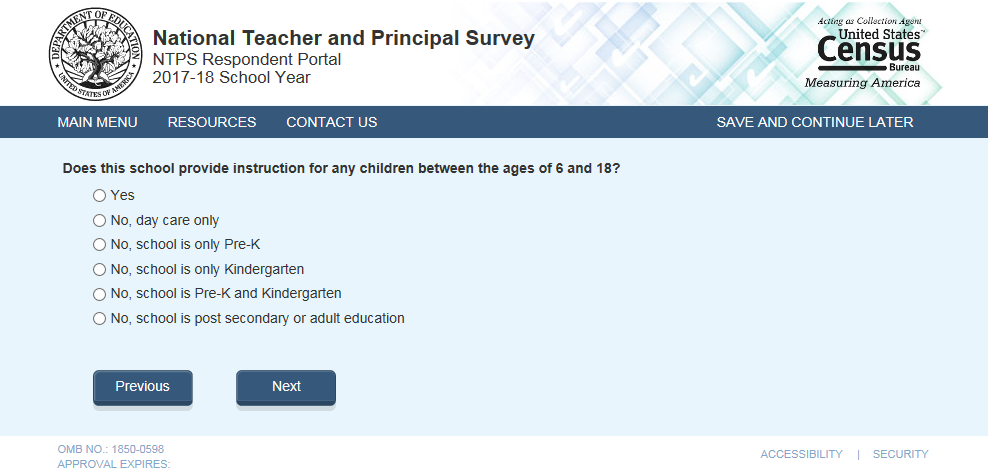 DEPARTMENT OF EDUCATION
UNITED STATES OF AMERICA
National Teacher and Principal Survey
NTPS Respondent Portal
2017-18 School Year
Acting as Collection Agent
United States™
Census
Bureau
Measuring America
MAIN MENU RESOURCES CONTACT US SAVE AND CONTINUE LATER
Does this school provide instruction for any children between the ages of 6 and 18?
Yes
No, day care only
No, school is only Pre-K
No, school is only Kindergarten
No, school is Pre-K and Kindergarten
No, school is post secondary or adult education
Previous Next
OMB NO.: 1850-0598
APPROVAL EXPIRES:
ACCESSIBILITY | SECURITY